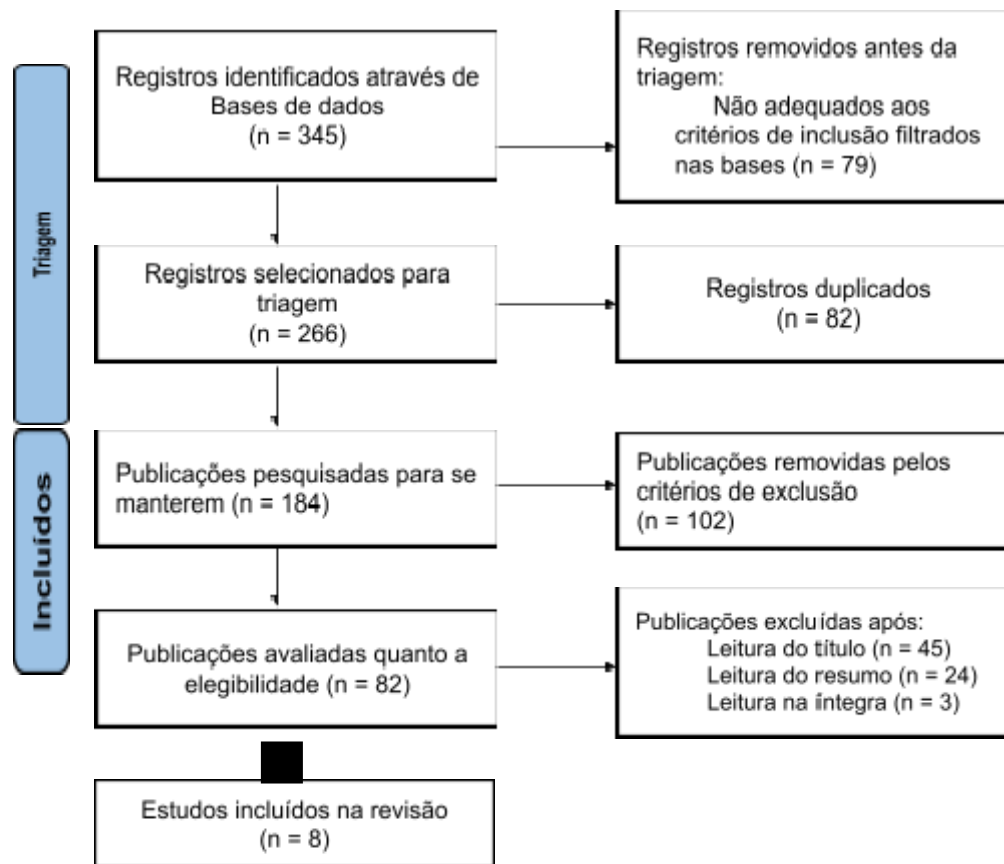 Triagem
Registros identificados através de
Bases de dados
(n = 345)
Registros removidos antes da
triagem:
Não adequados aos
critérios de inclusão filtrados
nas bases (n = 79)
Registros selecionados para
triagem
(n = 266)
Registros duplicados
(n = 82)
Incluídos
Publicações pesquisadas para se
manterem (n = 184)
Publicações removidas pelos
critérios de exclusão
(n = 102)
Publicações avaliadas quanto a
elegibilidade (n = 82)
Publicações excluídas após:
Leitura do título (n = 45)
Leitura do resumo (n = 24)
Leitura na íntegra (n = 3)
Estudos incluídos na revisão
(n = 8)